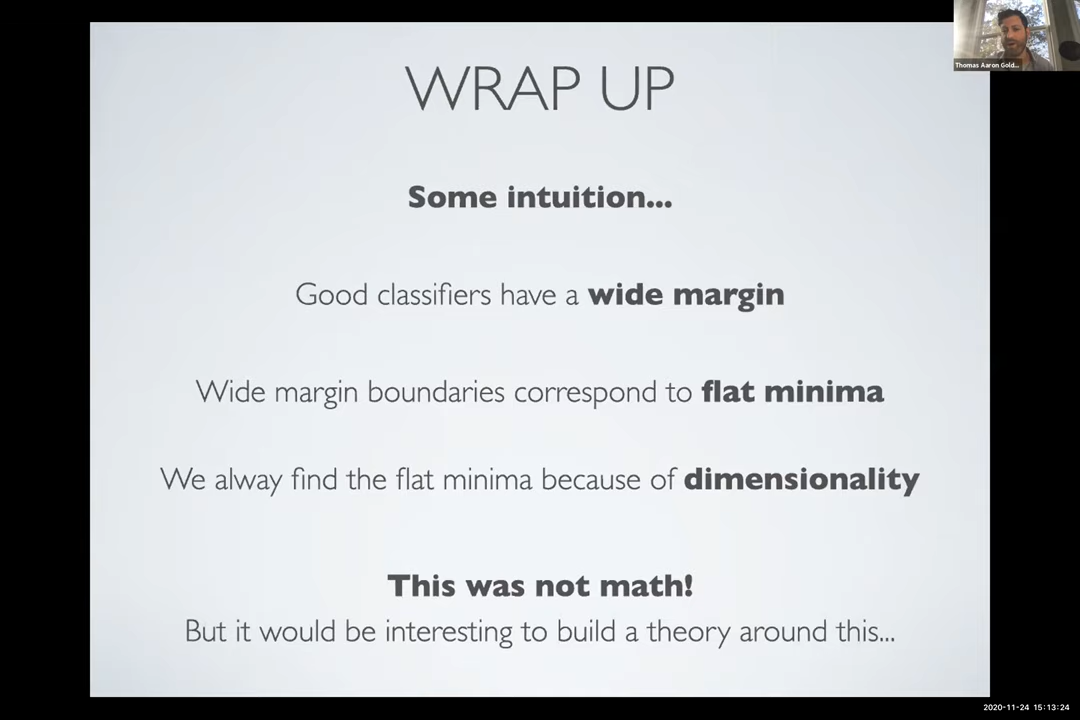 Thomas Aaron Gold...
WRAP UP
Some intuition...
Good classifiers have a wide margin
Wide margin boundaries correspond to flat minima
We alway find the flat minima because of dimensionality
This was not math!
But it would be interesting to build a theory around this...
2020-11-24 15:13:24